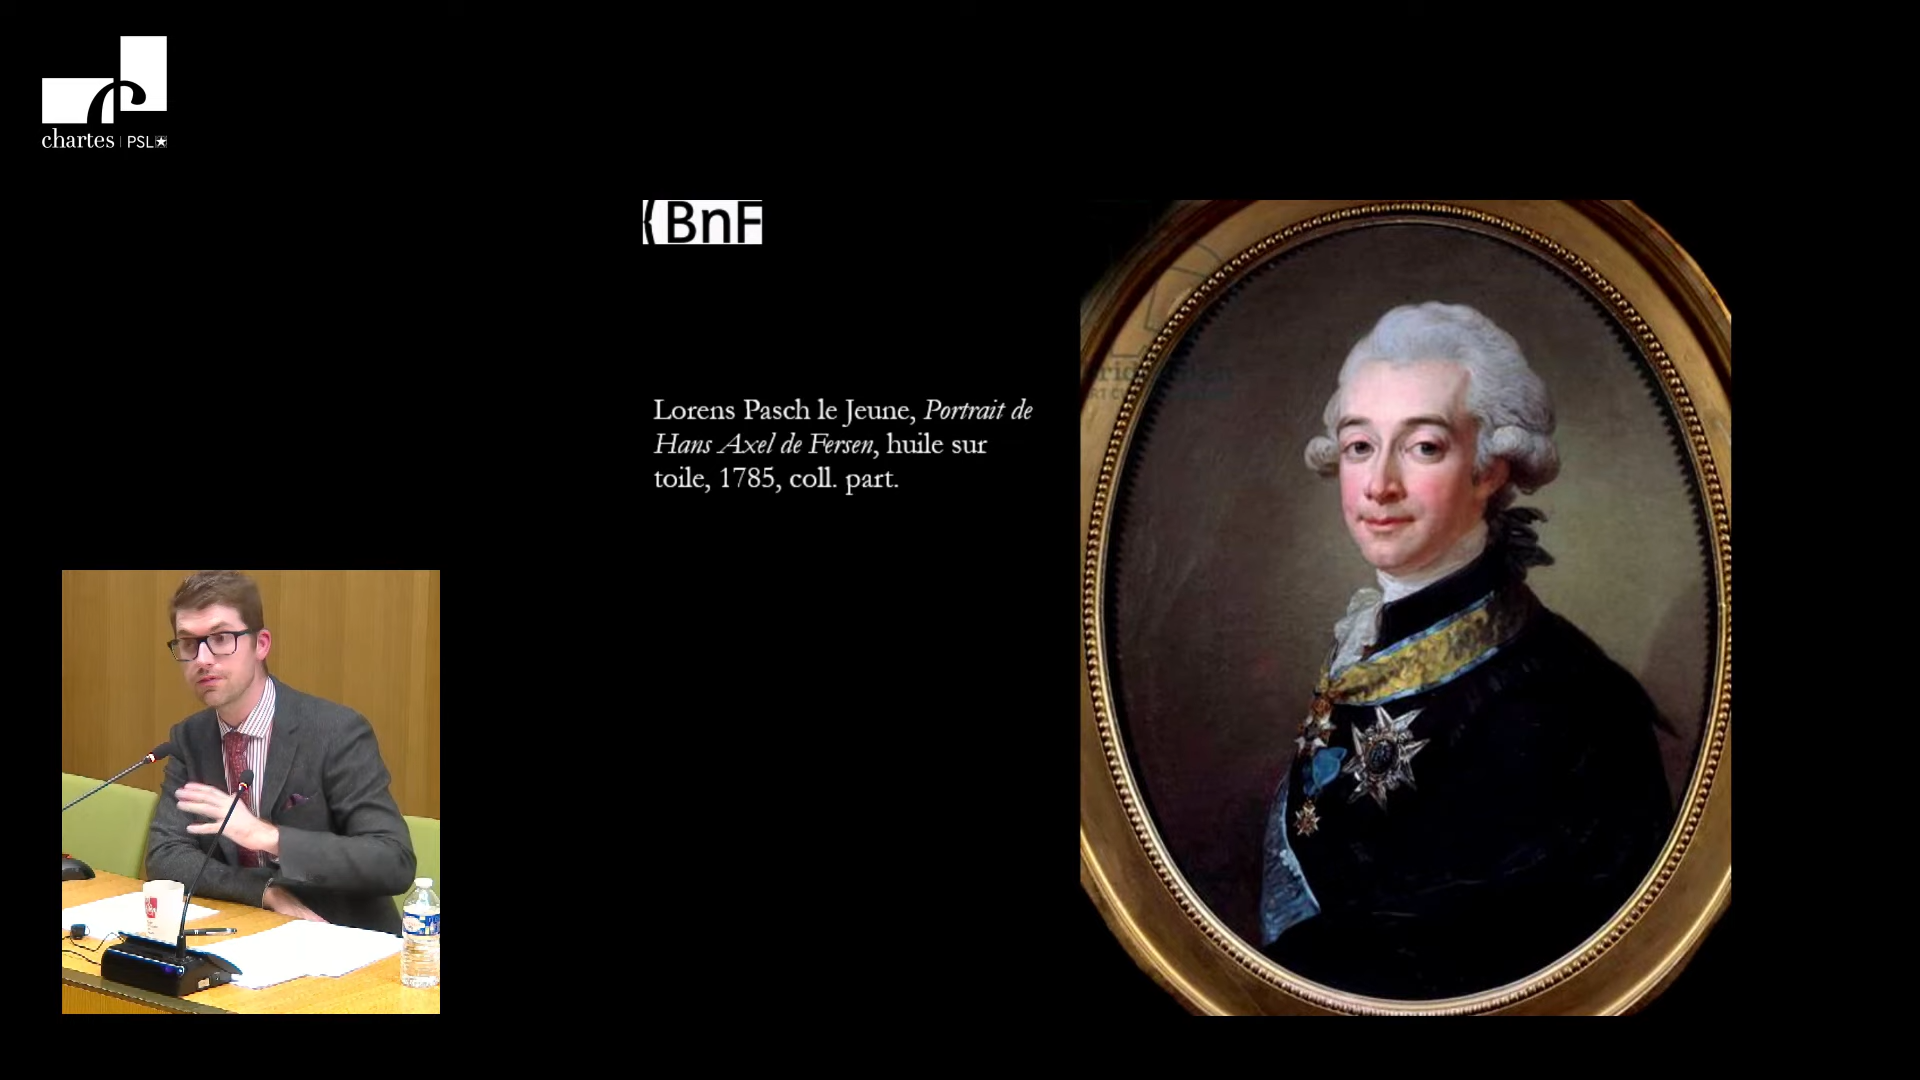 chartes | PSL
BnF
Lorens Pasch le Jeune, Portrait de
Hans Axel de Fersen, huile sur
toile, 1785, coll. part.